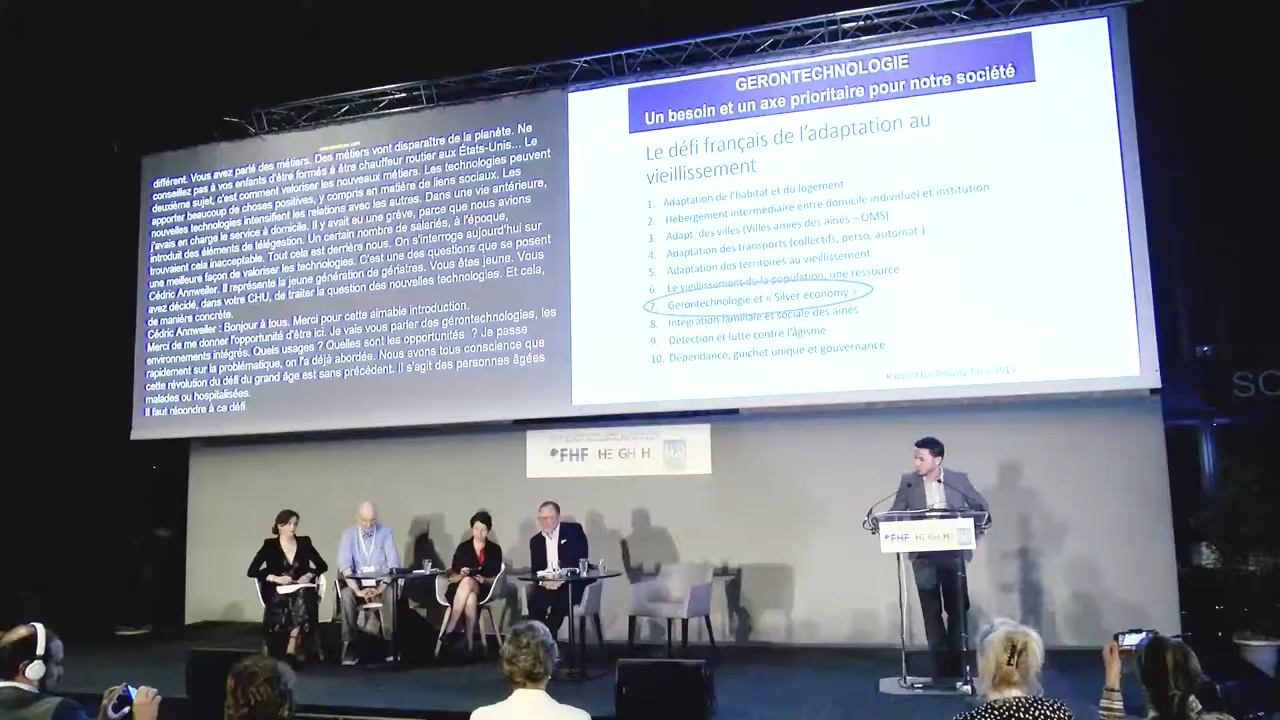 différent. Vous avez parlé des métiers. Des métiers vont disparaître de la planète. Ne
conseillez pas à vos enfants d'être formés à être chauffeur routier aux États-Unis... Le
deuxième sujet, c'est comment valoriser les nouveaux métiers. Les technologies peuvent
apporter beaucoup de choses positives, y compris en matière de liens sociaux. Les
nouvelles technologies intensifient les relations avec les autres. Dans une vie antérieure,
j'avais en charge le service à domicile. Il y avait eu une grève, parce que nous avions
introduit des éléments de télégestion. Un certain nombre de salariés, à l'époque,
trouvaient cela inacceptable. Tout cela est derrière nous. On s'interroge aujourd'hui sur
une meilleure façon de valoriser les technologies. C'est une des questions que se posent
Cédric Annweiler. Il représente la jeune génération de gériatres. Vous êtes jeune. Vous
avez décidé, dans votre CHU, de traiter la question des nouvelles technologies. Et cela,
de manière concrète.
Cédric Annweiler : Bonjour à tous. Merci pour cette aimable introduction.
Merci de me donner l'opportunité d'être ici. Je vais vous parler des gérontechnologies, les
environnements intégrés. Quels usages ? Quelles sont les opportunités ? Je passe
rapidement sur la problématique, on l'a déjà abordée. Nous avons tous conscience que
cette révolution du défi du grand âge est sans précédent. Il s'agit des personnes âgées
malades ou hospitalisées.
Il faut répondre à ce défi.
GERONTECHNOLOGIE
Un besoin et un axe prioritaire pour notre société
Le défi français de l'adaptation au
vieillissement
1. Adaptation de l'habitat et du logement
2. Hébergement intermédiaire entre domicile individuel et institution
3. Adapt. des villes (Villes amies des aînés – OMS)
4. Adaptation des transports (collectifs, perso, automat.)
5. Adaptation des territoires au vieillissement
6. Le vieillissement de la population, une ressource
7. Gerontechnologie et « Silver economy »
8. Intégration familiale et sociale des aînés
9. Détection et lutte contre l'âgisme
10. Dépendance, guichet unique et gouvernance
Rapport Luc Broussy, Paris, 2013
FHF HE GH H
FHF HE GH H
SC